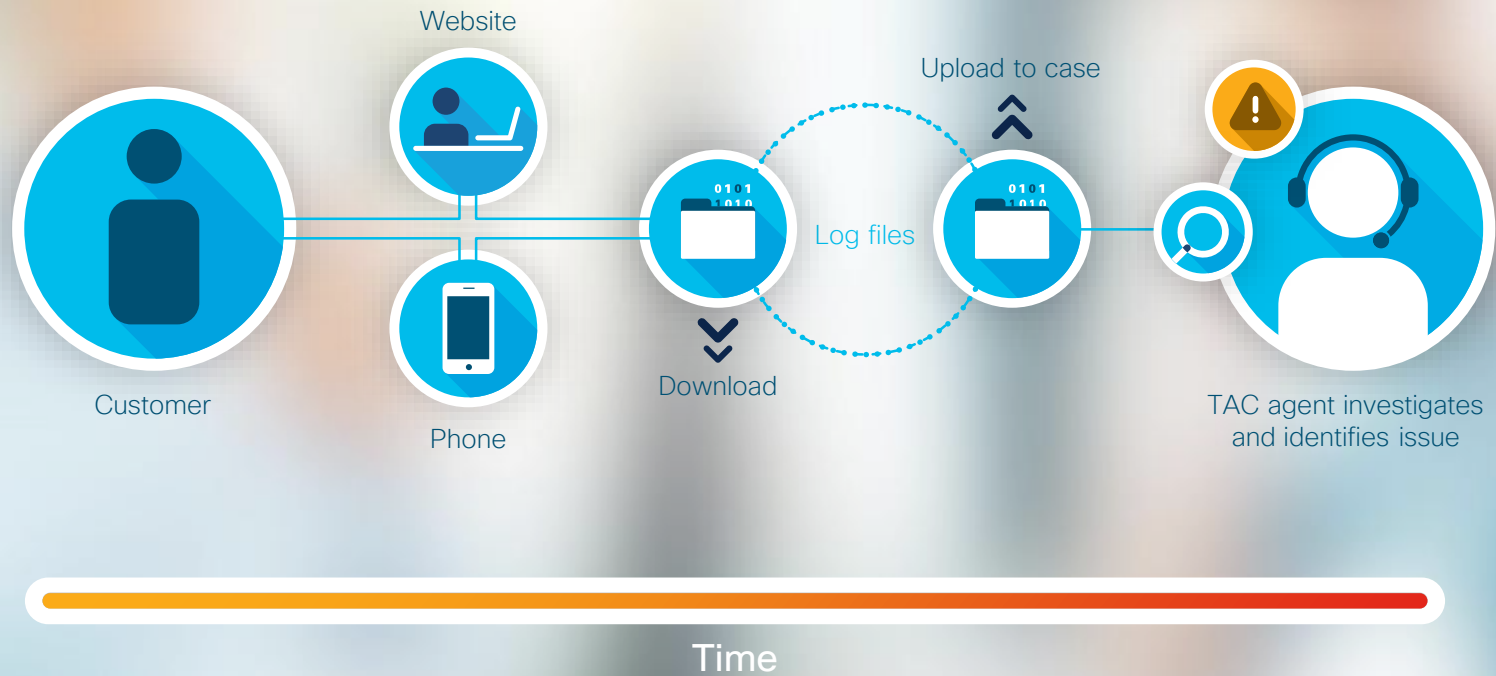 Website
Upload to case
0101
1010
0101
1010
Log files
Download
Customer
Phone
TAC agent investigates
and identifies issue
Time